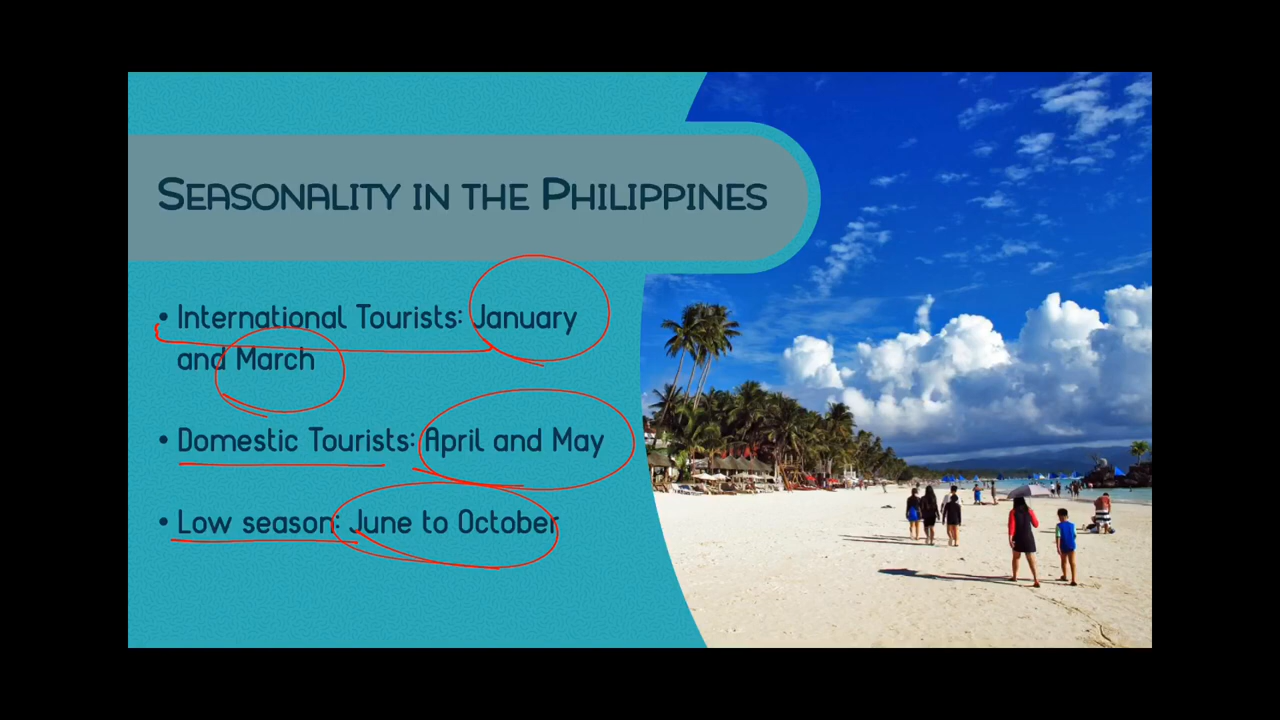 SEASONALITY IN THE PHILIPPINES
• International Tourists: January
and March
• Domestic Tourists: April and May
• Low season: June to October